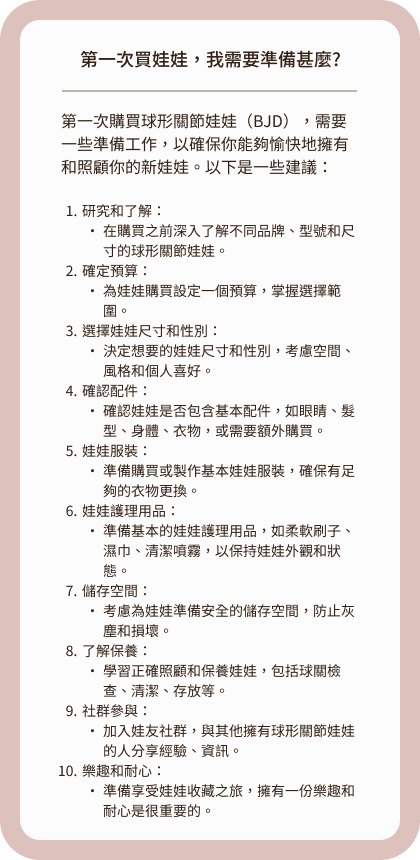 第一次買娃娃，我需要準備甚麼?
第一次購買球形關節娃娃（BJD），需要
一些準備工作，以確保你能夠愉快地擁有
和照顧你的新娃娃。以下是一些建議：
1. 研究和了解：
• 在購買之前深入了解不同品牌、型號和尺
寸的球形關節娃娃。
2. 確定預算：
• 為娃娃購買設定一個預算，掌握選擇範
圍。
3. 選擇娃娃尺寸和性別：
• 決定想要的娃娃尺寸和性別，考慮空間、
風格和個人喜好。
4. 確認配件：
• 確認娃娃是否包含基本配件，如眼睛、髮
型、身體、衣物，或需要額外購買。
5. 娃娃服裝：
• 準備購買或製作基本娃娃服裝，確保有足
夠的衣物更換。
6. 娃娃護理用品：
• 準備基本的娃娃護理用品，如柔軟刷子、
濕巾、清潔噴霧，以保持娃娃外觀和狀
態。
7. 儲存空間：
• 考慮為娃娃準備安全的儲存空間，防止灰
塵和損壞。
8. 了解保養：
• 學習正確照顧和保養娃娃，包括球關檢
查、清潔、存放等。
9. 社群參與：
• 加入娃友社群，與其他擁有球形關節娃娃
的人分享經驗、資訊。
10. 樂趣和耐心：
• 準備享受娃娃收藏之旅，擁有一份樂趣和
耐心是很重要的。